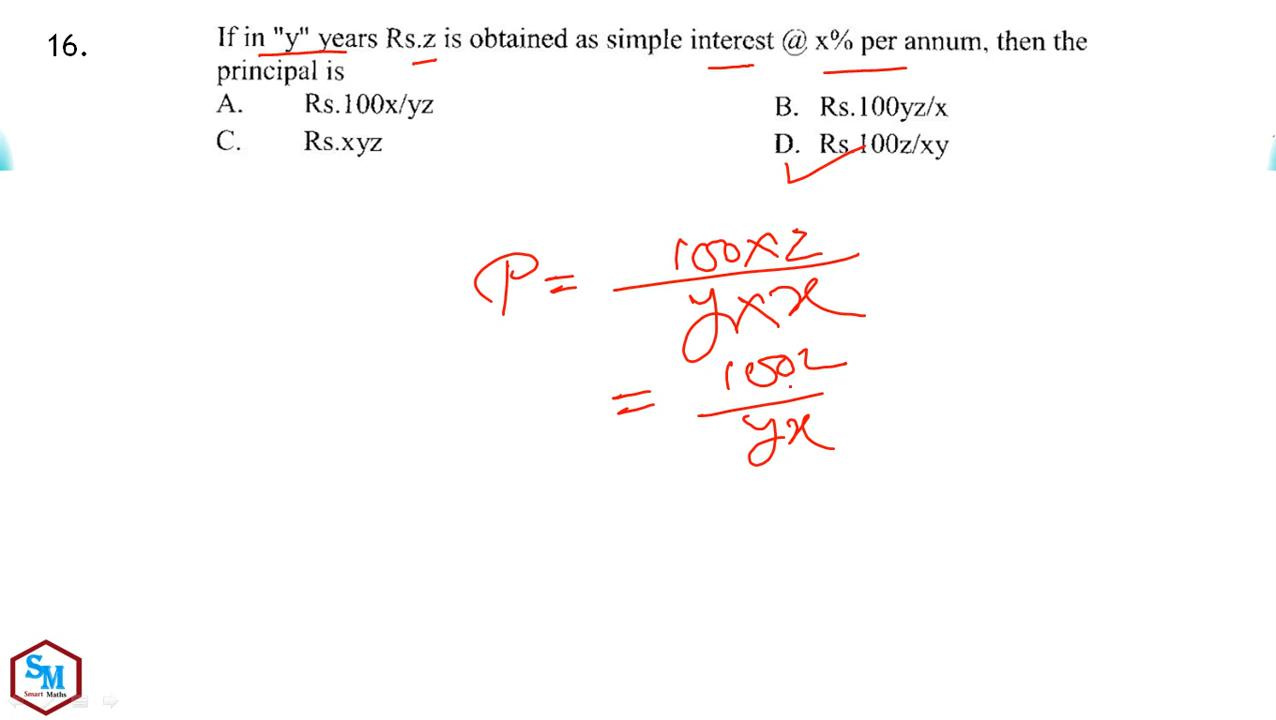 16.
If in "y" years Rs.z is obtained as simple interest @ x% per annum, then the
principal is
A. Rs.100x/yz
B. Rs.100yz/x
C. Rs.xyz
D. Rs.100z/xy
P = 100×z
y×x
= 100z
yx
SM
Smart Maths